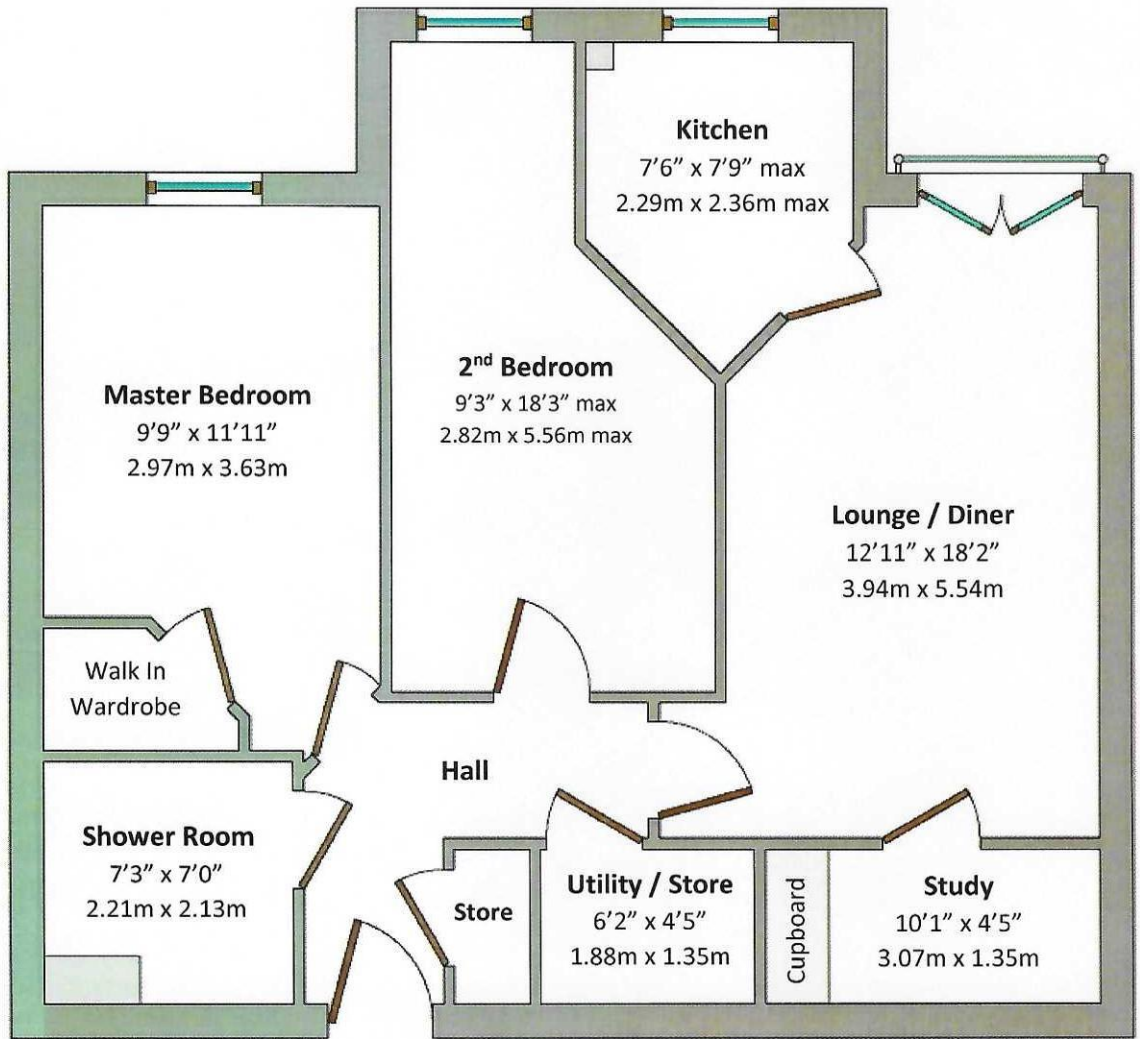 Kitchen
7’6” x 7’9” max
2.29m x 2.36m max
Master Bedroom
9’9” x 11’11”
2.97m x 3.63m
2nd Bedroom
9’3” x 18’3” max
2.82m x 5.56m max
Lounge / Diner
12’11” x 18’2”
3.94m x 5.54m
Walk In
Wardrobe
Hall
Shower Room
7’3” x 7’0”
2.21m x 2.13m
Store
Utility / Store
6’2” x 4’5”
1.88m x 1.35m
Cupboard
Study
10’1” x 4’5”
3.07m x 1.35m